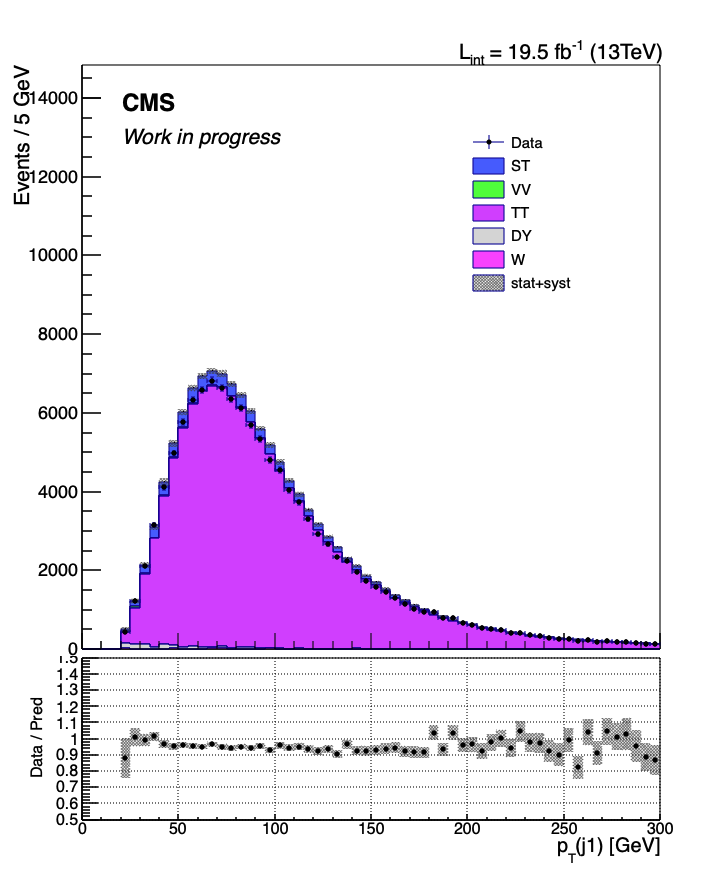 L_int = 19.5 fb⁻¹ (13TeV)
Events / 5 GeV
14000
12000
10000
8000
6000
4000
2000
0
CMS
Work in progress
Data
ST
VV
TT
DY
W
stat+syst
Data / Pred
1.5
1.4
1.3
1.2
1.1
1
0.9
0.8
0.7
0.6
0.5
0 50 100 150 200 250 300
p_T(j1) [GeV]